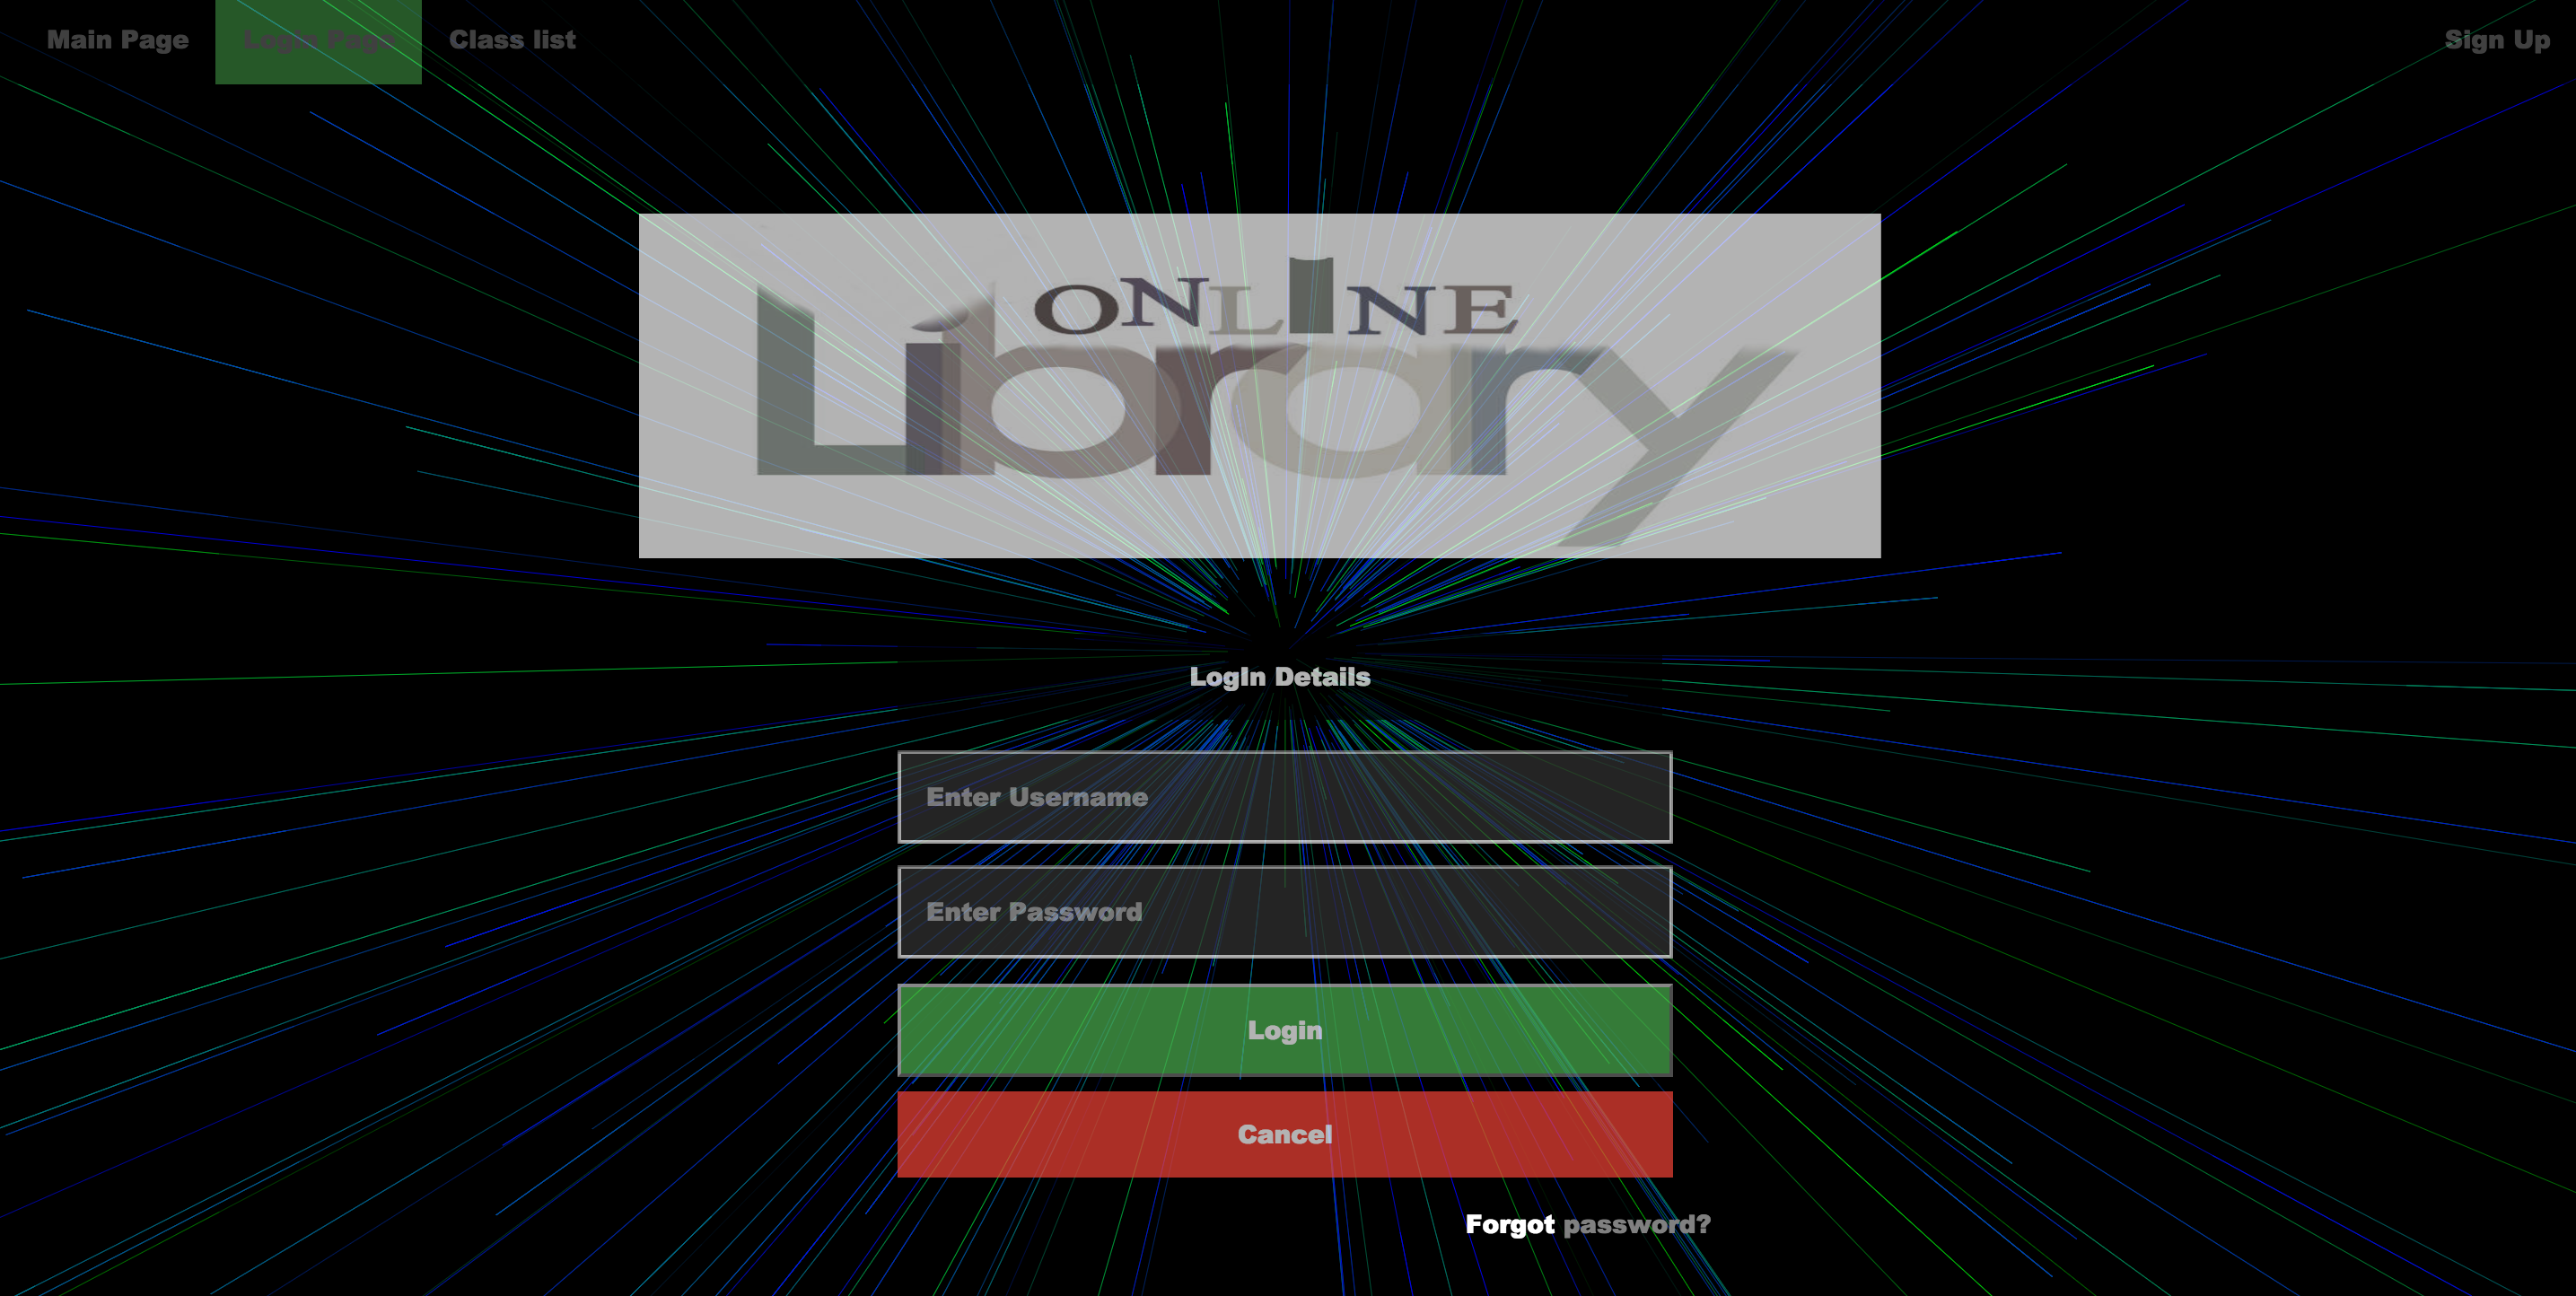 Main Page Login Page Class list Sign Up
ONLINE
Library
LogIn Details
Enter Username
Enter Password
Login
Cancel
Forgot password?